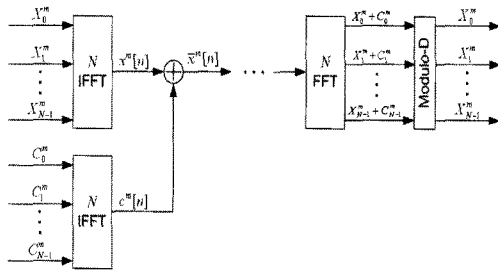 X_0^m
X_1^m
X_{N-1}^m
N
IFFT
x^m[n]
x̄^m[n]
N
FFT
X_0^m + C_0^m
X_1^m + C_1^m
X_{N-1}^m + C_{N-1}^m
Modulo-D
X_0^m
X_1^m
X_{N-1}^m
C_0^m
C_1^m
C_{N-1}^m
N
IFFT
c^m[n]